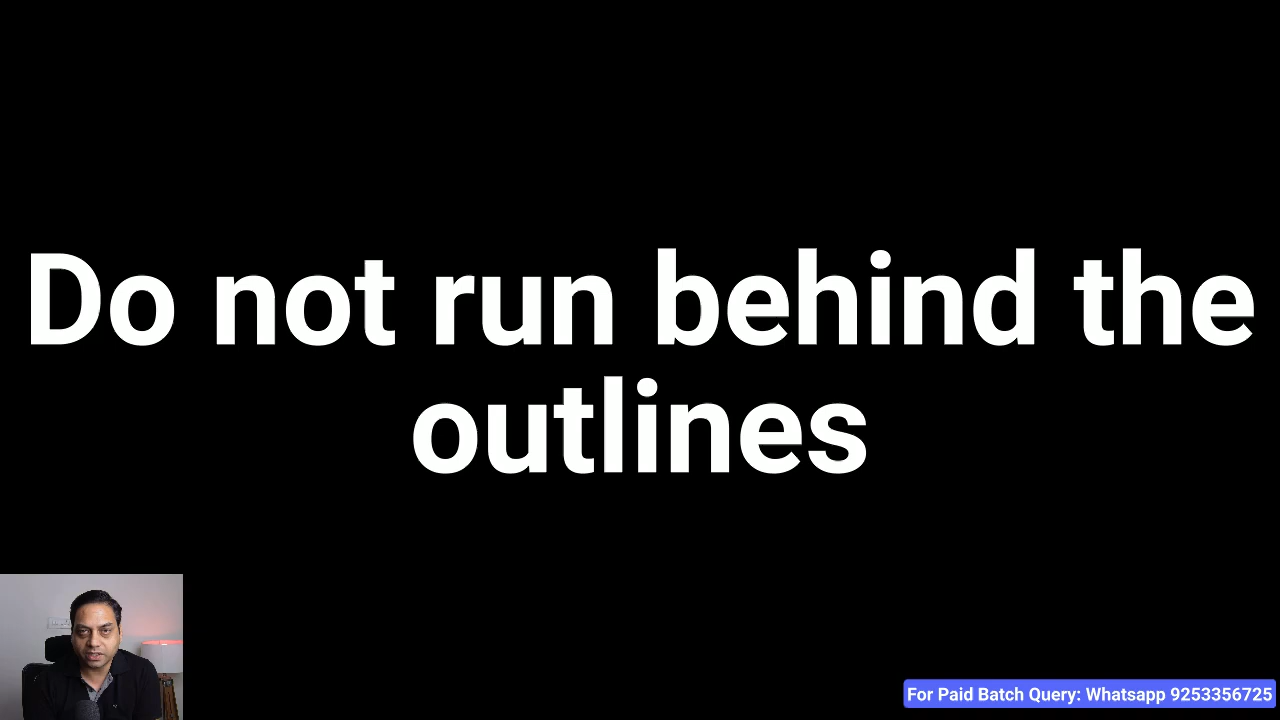 Do not run behind the
outlines
For Paid Batch Query: Whatsapp 9253356725